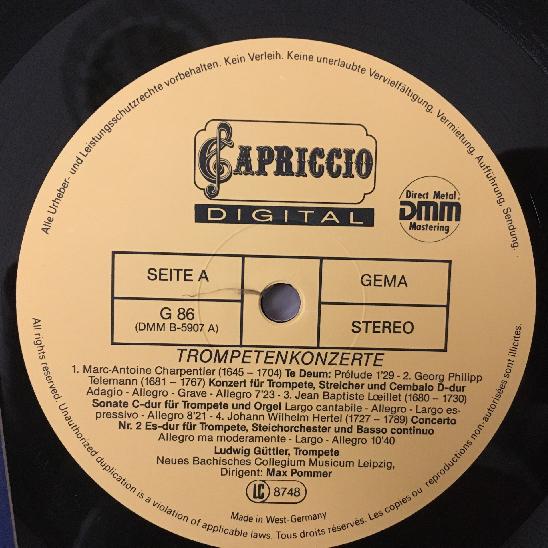 Alle Urheber- und Leistungsschutzrechte vorbehalten. Kein Verleih. Keine unerlaubte Vervielfältigung, Vermietung, Aufführung, Sendung.
CAPRICCIO
DIGITAL
Direct Metal
DMM
Mastering
SEITE A
GEMA
G 86
(DMM B-5907 A)
STEREO
TROMPETENKONZERTE
1. Marc-Antoine Charpentier (1645 – 1704) Te Deum: Prélude 1'29 - 2. Georg Philipp
Telemann (1681 – 1767) Konzert für Trompete, Streicher und Cembalo D-dur
Adagio - Allegro - Grave - Allegro 7'23 - 3. Jean Baptiste Lœillet (1680 – 1730)
Sonate C-dur für Trompete und Orgel Largo cantabile - Allegro - Largo es-
pressivo - Allegro 8'21 - 4. Johann Wilhelm Hertel (1727 – 1789) Concerto
Nr. 2 Es-dur für Trompete, Steichorchester und Basso continuo
Allegro ma moderamente - Largo - Allegro 10'40
Ludwig Güttler, Trompete
Neues Bachisches Collegium Musicum Leipzig,
Dirigent: Max Pommer
LC 8748
Made in West-Germany
All rights reserved. Unauthorized duplication is a violation of applicable laws. Tous droits réservés. Les copies ou reproductions non-autorisées sont illicites.